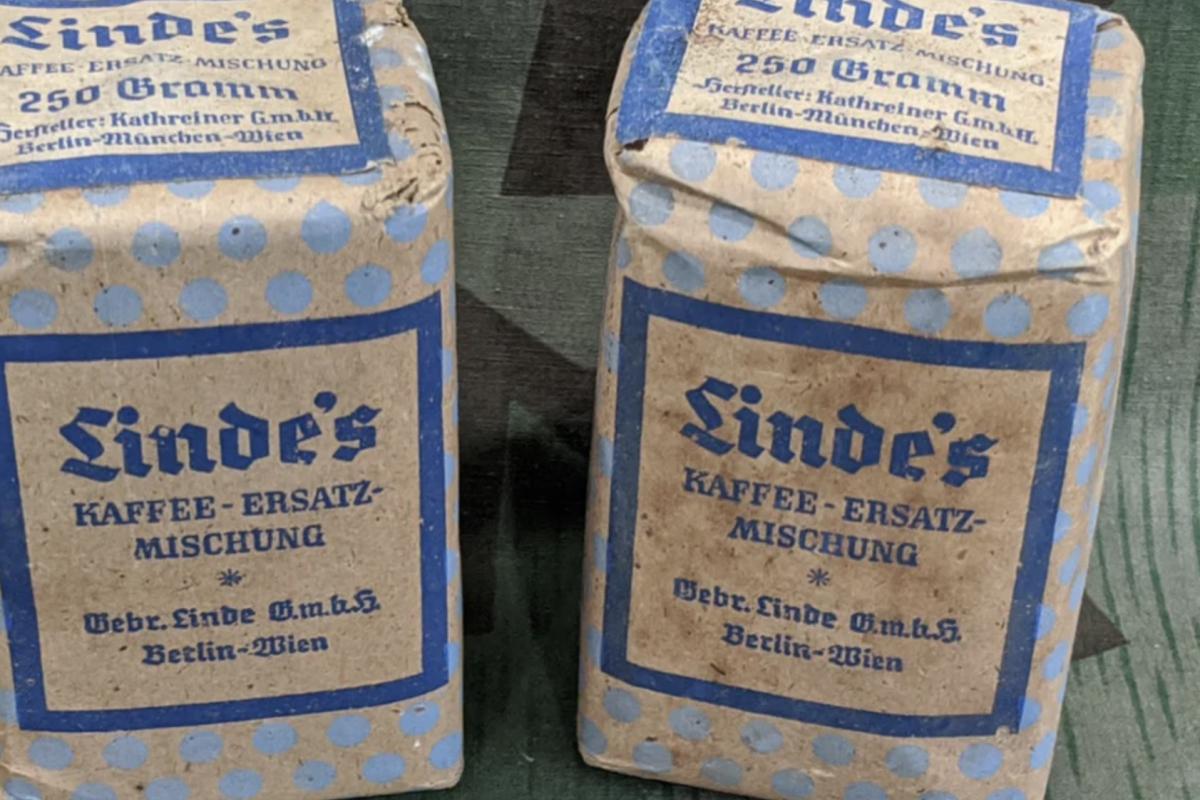 Linde's
KAFFEE-ERSATZ-MISCHUNG
250 Gramm
Hersteller: Kathreiner G.m.b.H.
Berlin-München-Wien
Linde's
KAFFEE-ERSATZ-
MISCHUNG
*
Gebr. Linde G.m.b.H.
Berlin-Wien
Linde's
KAFFEE-ERSATZ-MISCHUNG
250 Gramm
Hersteller: Kathreiner G.m.b.H.
Berlin-München-Wien
Linde's
KAFFEE-ERSATZ-
MISCHUNG
*
Gebr. Linde G.m.b.H.
Berlin-Wien